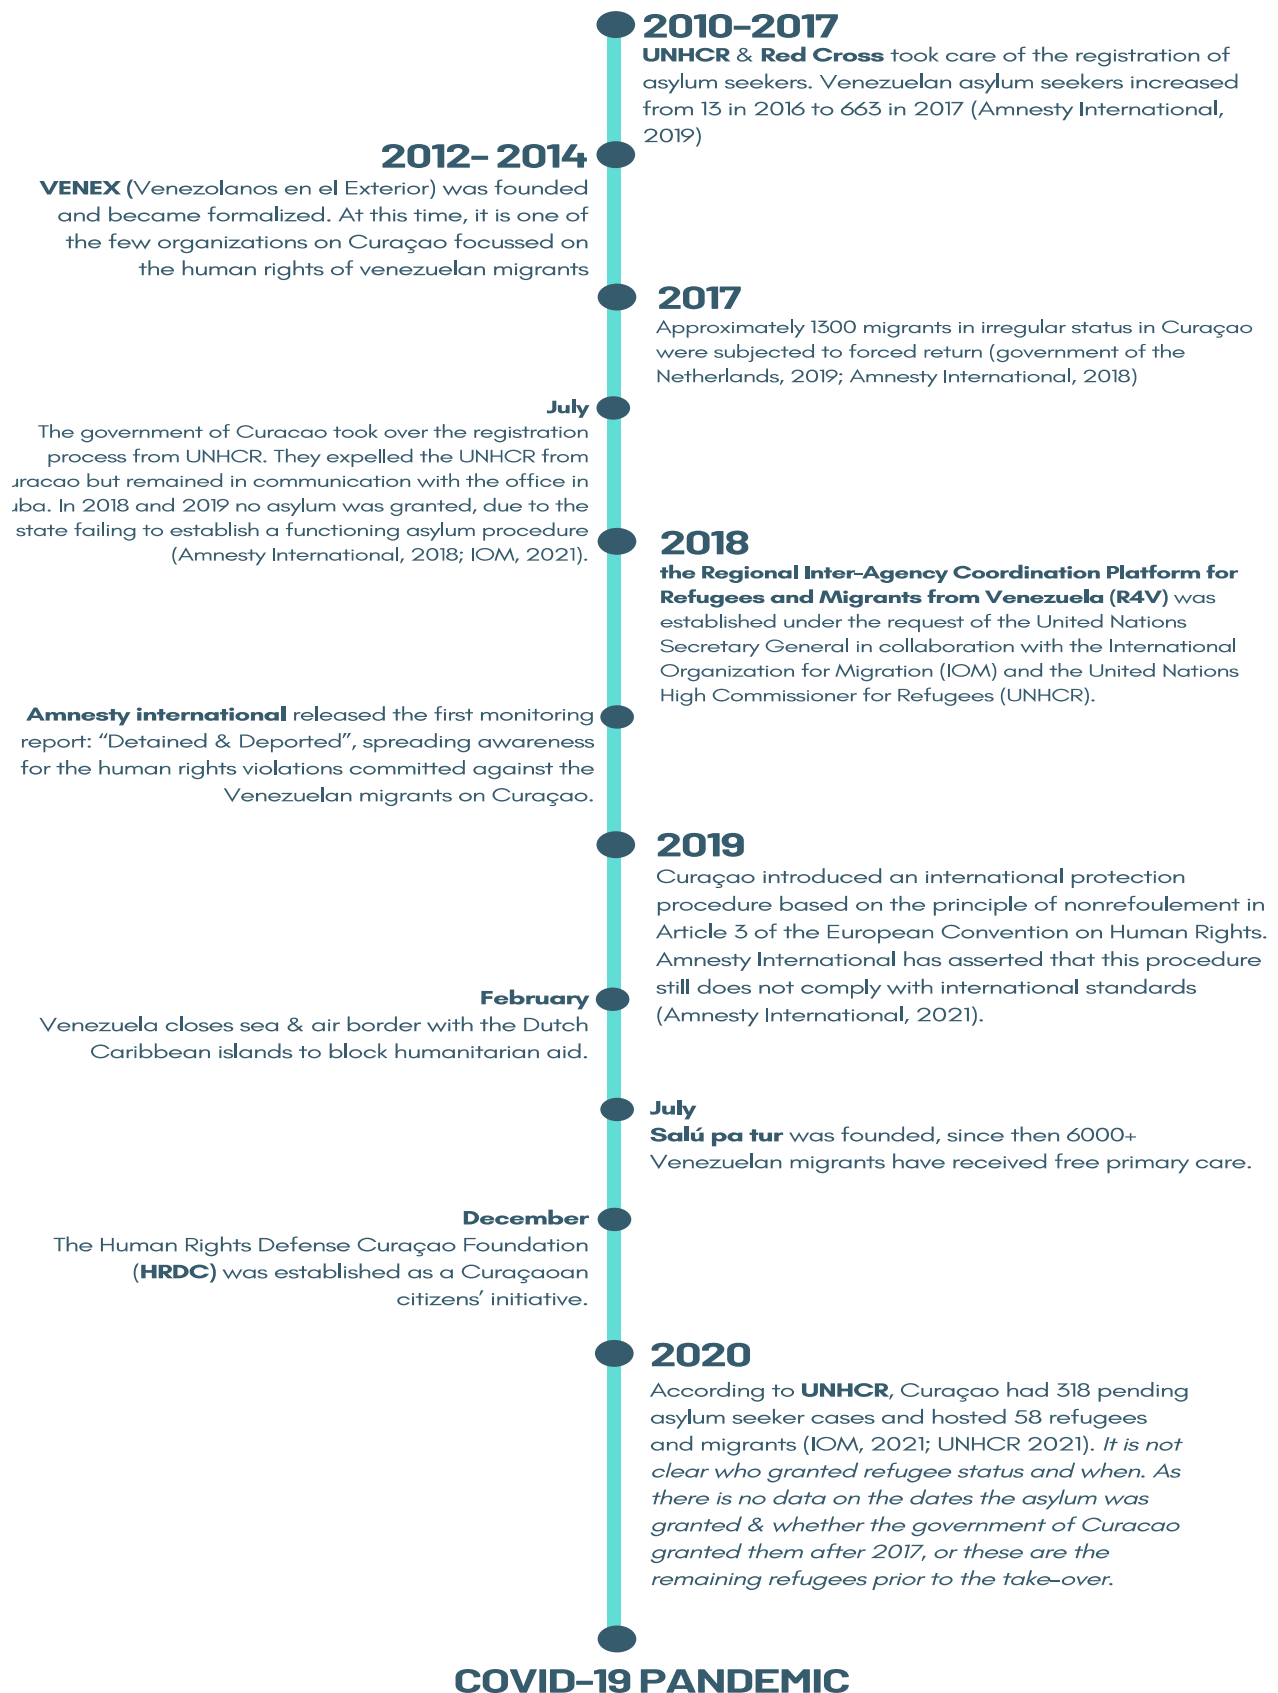 2010-2017
UNHCR & Red Cross took care of the registration of
asylum seekers. Venezuelan asylum seekers increased
from 13 in 2016 to 663 in 2017 (Amnesty International,
2019)
2012- 2014
VENEX (Venezolanos en el Exterior) was founded
and became formalized. At this time, it is one of
the few organizations on Curaçao focussed on
the human rights of venezuelan migrants
2017
Approximately 1300 migrants in irregular status in Curaçao
were subjected to forced return (government of the
Netherlands, 2019; Amnesty International, 2018)
July
The government of Curacao took over the registration
process from UNHCR. They expelled the UNHCR from
uracao but remained in communication with the office in
uba. In 2018 and 2019 no asylum was granted, due to the
state failing to establish a functioning asylum procedure
(Amnesty International, 2018; IOM, 2021).
2018
the Regional Inter-Agency Coordination Platform for
Refugees and Migrants from Venezuela (R4V) was
established under the request of the United Nations
Secretary General in collaboration with the International
Organization for Migration (IOM) and the United Nations
High Commissioner for Refugees (UNHCR).
Amnesty international released the first monitoring
report: “Detained & Deported”, spreading awareness
for the human rights violations committed against the
Venezuelan migrants on Curaçao.
2019
Curaçao introduced an international protection
procedure based on the principle of nonrefoulement in
Article 3 of the European Convention on Human Rights.
Amnesty International has asserted that this procedure
still does not comply with international standards
(Amnesty International, 2021).
February
Venezuela closes sea & air border with the Dutch
Caribbean islands to block humanitarian aid.
July
Salú pa tur was founded, since then 6000+
Venezuelan migrants have received free primary care.
December
The Human Rights Defense Curaçao Foundation
(HRDC) was established as a Curaçaoan
citizens’ initiative.
2020
According to UNHCR, Curaçao had 318 pending
asylum seeker cases and hosted 58 refugees
and migrants (IOM, 2021; UNHCR 2021). It is not
clear who granted refugee status and when. As
there is no data on the dates the asylum was
granted & whether the government of Curacao
granted them after 2017, or these are the
remaining refugees prior to the take-over.
COVID-19 PANDEMIC